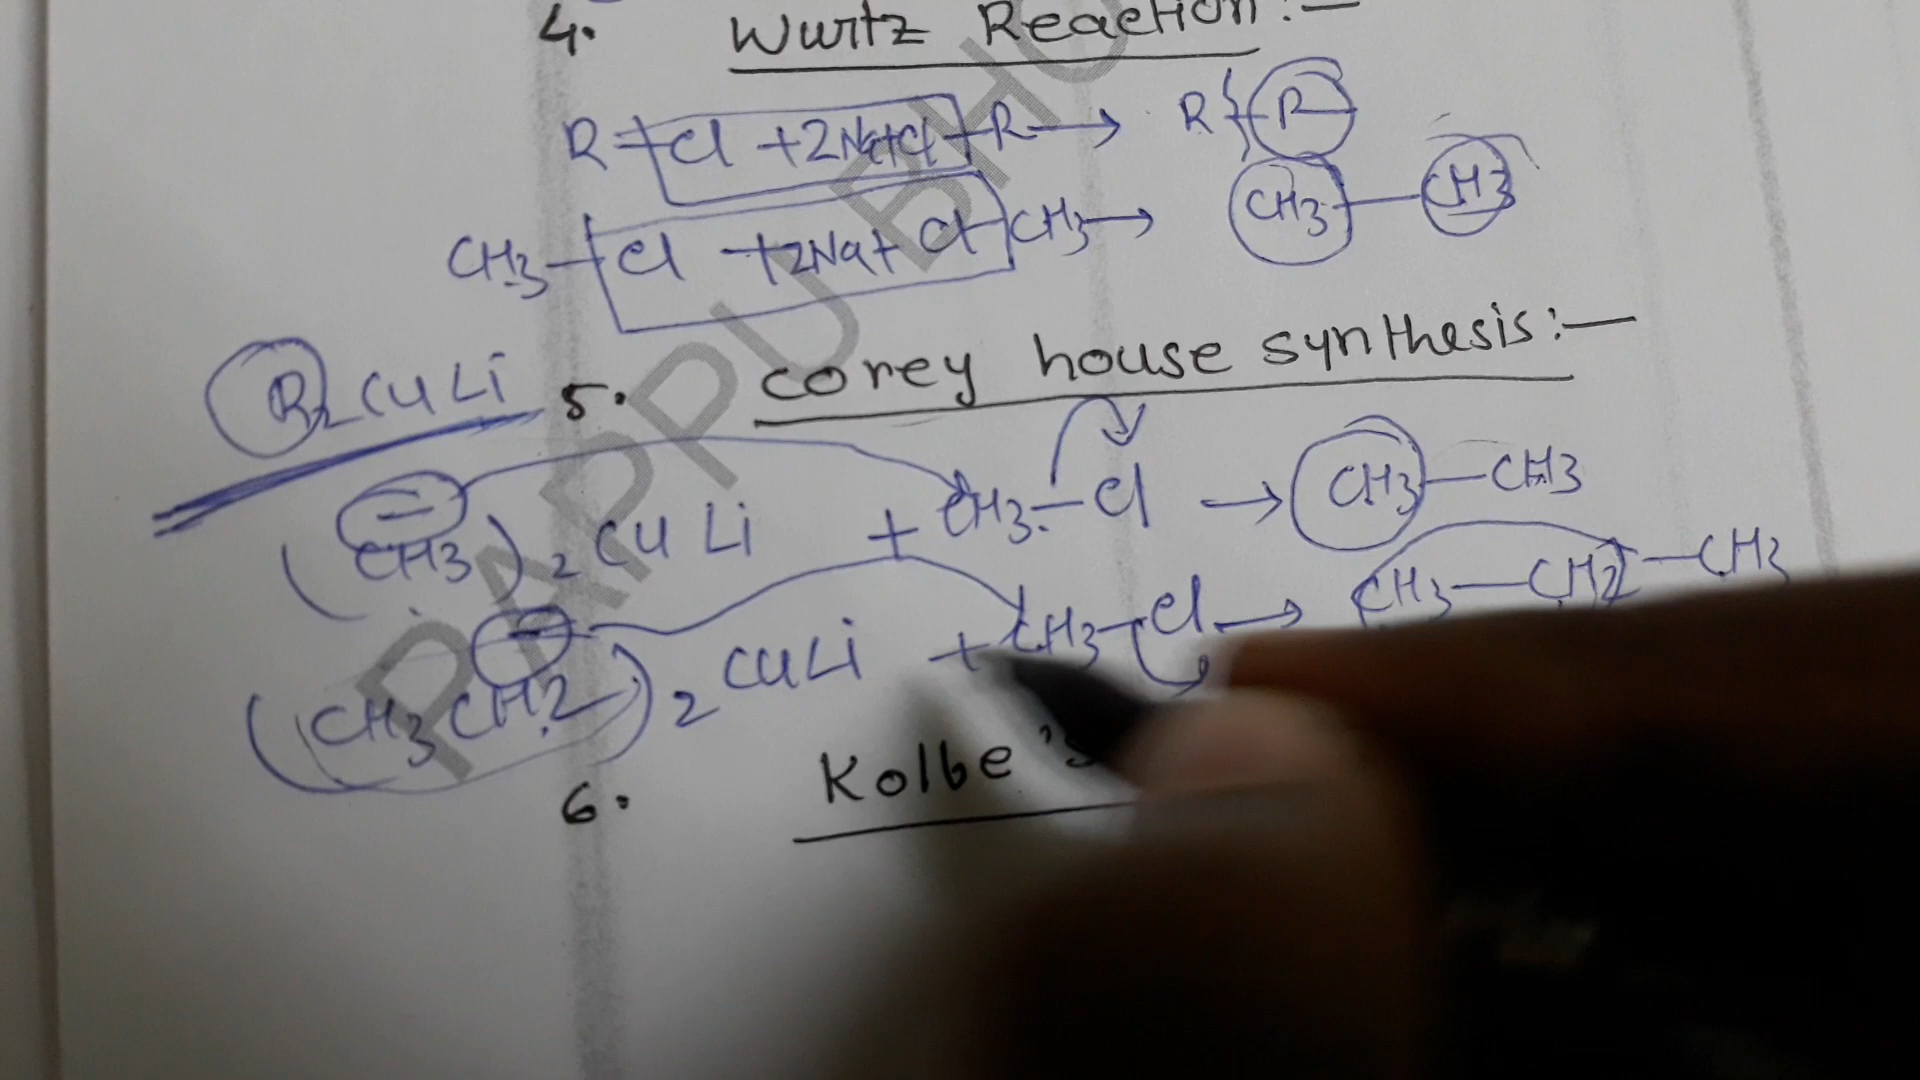 4. Wurtz Reaction:-
R-Cl +2Na+Cl-R → R-R
CH3-Cl +2Na+ Cl-CH3 → CH3-CH3
R2CuLi
5. Corey house synthesis:-
(CH3)2CuLi + CH3-Cl → CH3-CH3
(CH3CH2)2CuLi + CH3-Cl → CH3-CH2-CH3
6. Kolbe's
PAPPU